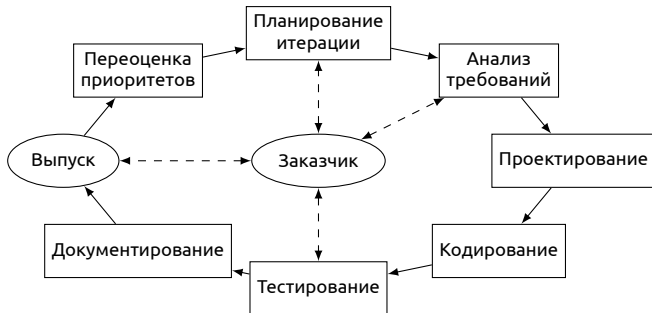 Планирование
итерации
Переоценка
приоритетов
Анализ
требований
Выпуск
Заказчик
Проектирование
Документирование
Кодирование
Тестирование